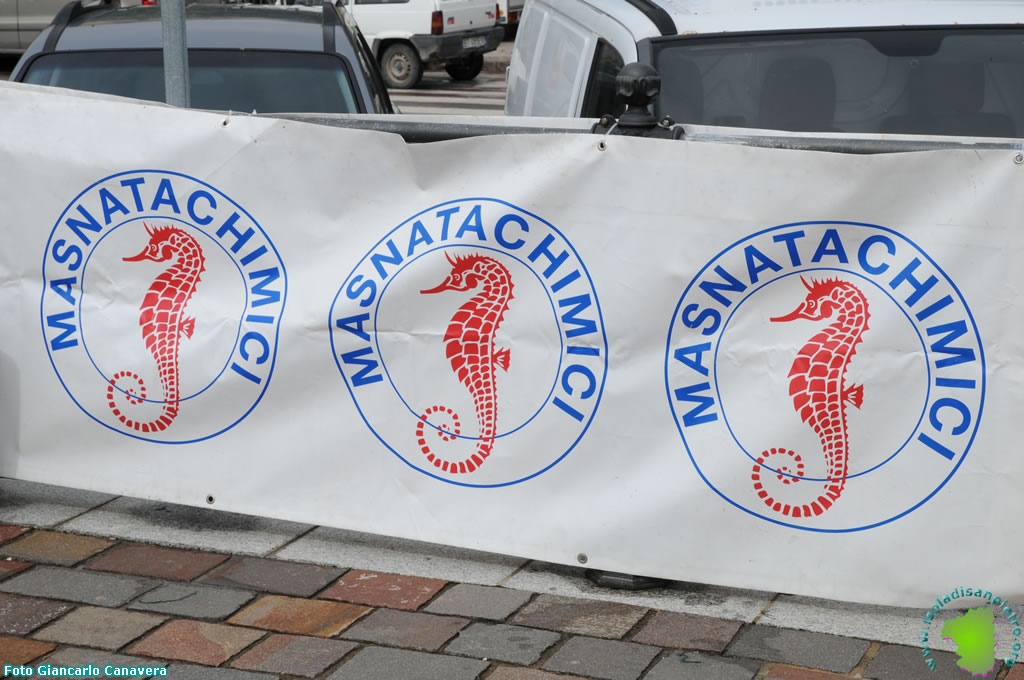 MASNATACHIMICI
MASNATACHIMICI
MASNATACHIMICI
www.isoladisanpietro.org
Foto Giancarlo Canavera